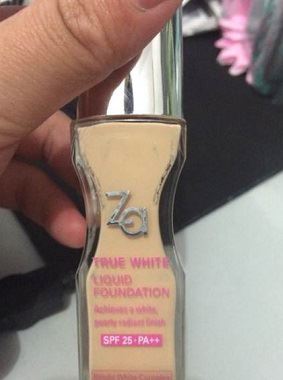 Za
TRUE WHITE
LIQUID
FOUNDATION
Achieves a white,
pearly radiant finish
SPF 25 · PA++